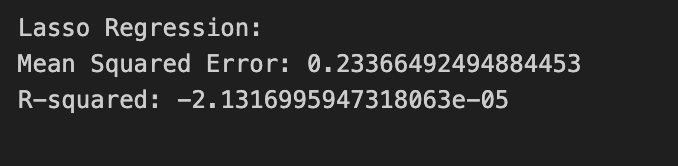 Lasso Regression:
Mean Squared Error: 0.23366492494884453
R-squared: -2.1316995947318063e-05